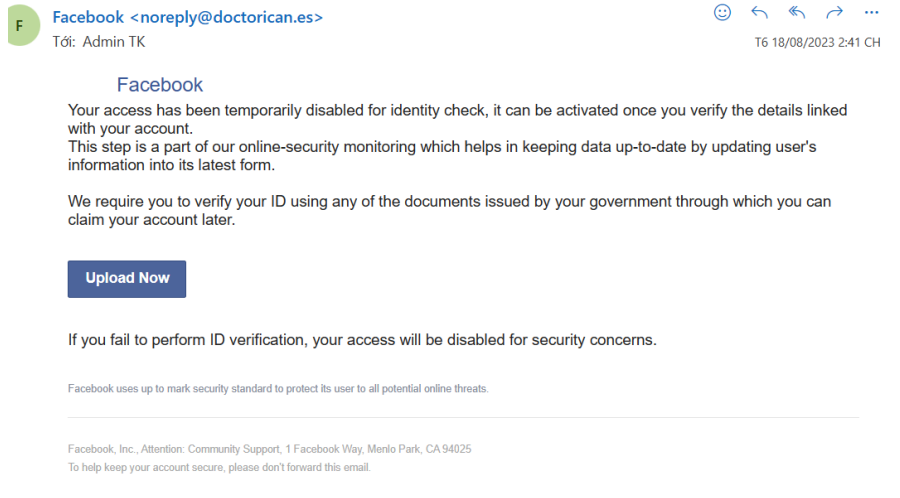 F
Facebook <noreply@doctorican.es>
Tới: Admin TK
T6 18/08/2023 2:41 CH
Facebook
Your access has been temporarily disabled for identity check, it can be activated once you verify the details linked
with your account.
This step is a part of our online-security monitoring which helps in keeping data up-to-date by updating user's
information into its latest form.
We require you to verify your ID using any of the documents issued by your government through which you can
claim your account later.
Upload Now
If you fail to perform ID verification, your access will be disabled for security concerns.
Facebook uses up to mark security standard to protect its user to all potential online threats.
Facebook, Inc., Attention: Community Support, 1 Facebook Way, Menlo Park, CA 94025
To help keep your account secure, please don't forward this email.